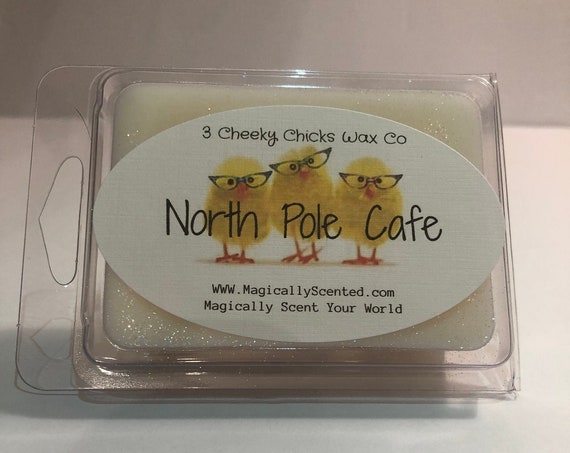 3 Cheeky Chicks Wax Co
North Pole Cafe
WWW.MagicallyScented.com
Magically Scent Your World